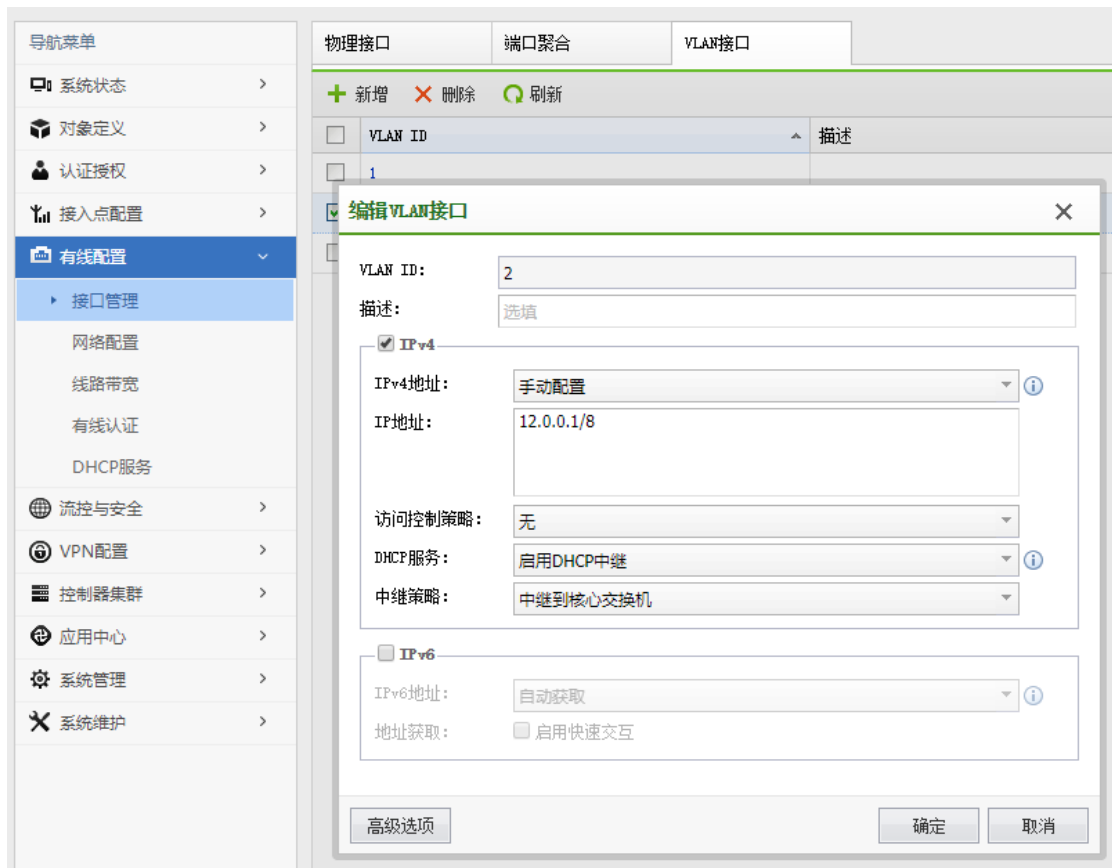 导航菜单
系统状态
对象定义
认证授权
接入点配置
有线配置
接口管理
网络配置
线路带宽
有线认证
DHCP服务
流控与安全
VPN配置
控制器集群
应用中心
系统管理
系统维护
物理接口 端口聚合 VLAN接口
新增 删除 刷新
VLAN ID 描述
1
编辑VLAN接口
VLAN ID: 2
描述: 选填
IPv4
IPv4地址: 手动配置
IP地址: 12.0.0.1/8
访问控制策略: 无
DHCP服务: 启用DHCP中继
中继策略: 中继到核心交换机
IPv6
IPv6地址: 自动获取
地址获取: 启用快速交互
高级选项 确定 取消